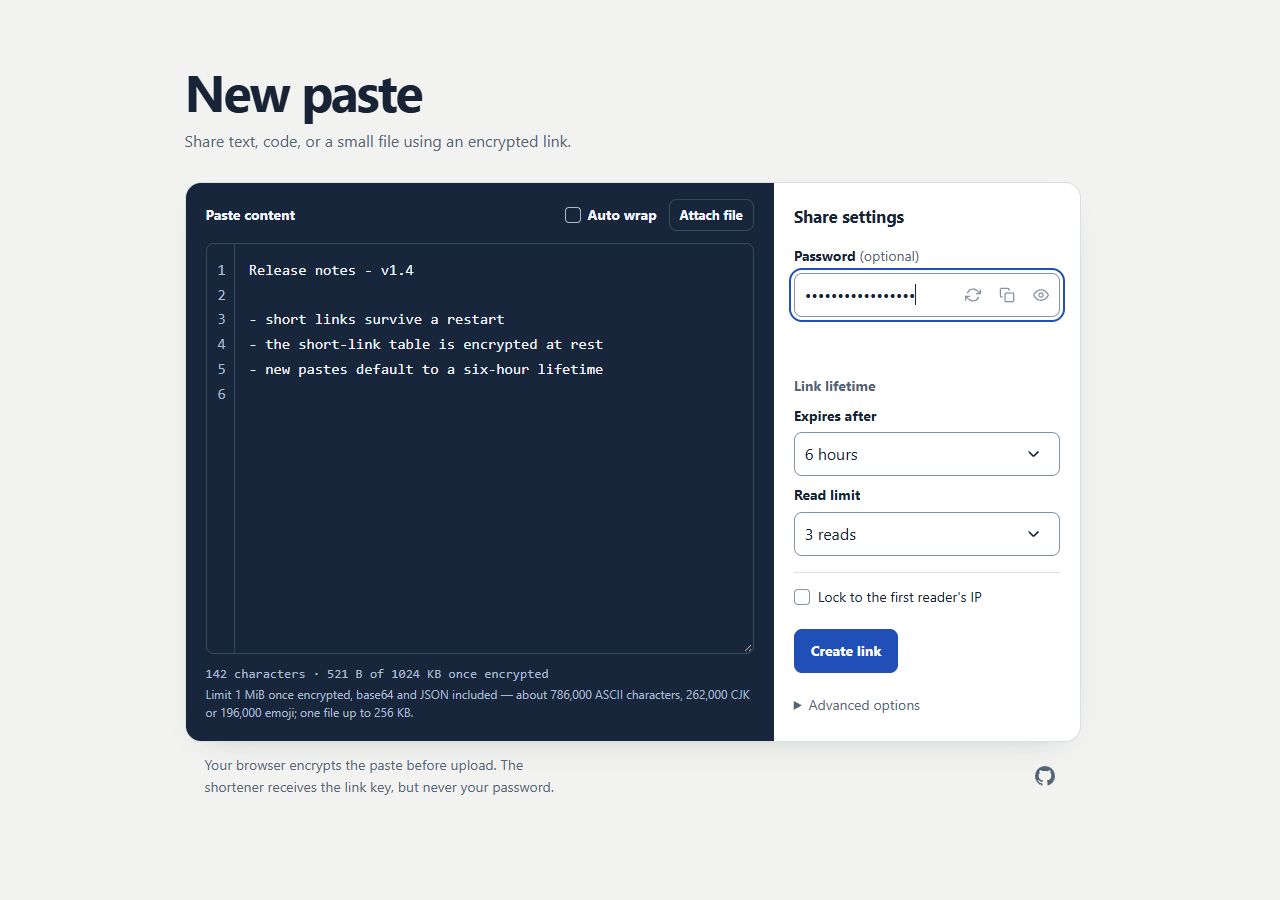 New paste
Share text, code, or a small file using an encrypted link.
Paste content
Auto wrap
Attach file
1 Release notes - v1.4
2
3 - short links survive a restart
4 - the short-link table is encrypted at rest
5 - new pastes default to a six-hour lifetime
6
142 characters · 521 B of 1024 KB once encrypted
Limit 1 MiB once encrypted, base64 and JSON included — about 786,000 ASCII characters, 262,000 CJK
or 196,000 emoji; one file up to 256 KB.
Share settings
Password (optional)
•••••••••••••••••
Link lifetime
Expires after
6 hours
Read limit
3 reads
Lock to the first reader's IP
Create link
Advanced options
Your browser encrypts the paste before upload. The
shortener receives the link key, but never your password.